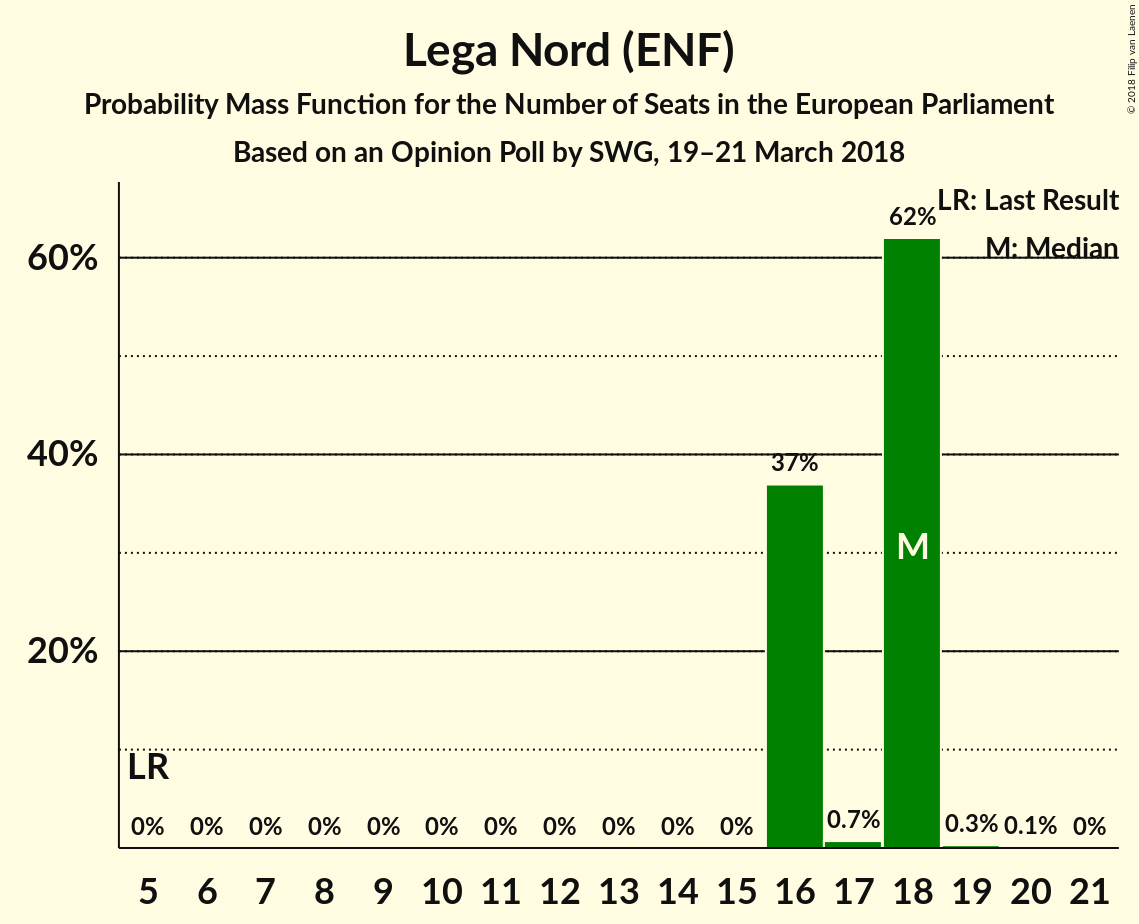 Lega Nord (ENF)
Probability Mass Function for the Number of Seats in the European Parliament
Based on an Opinion Poll by SWG, 19–21 March 2018
© 2018 Filip van Laenen
LR: Last Result
M: Median
60%
40%
20%
62%
37%
M
LR
0% 0% 0% 0% 0% 0% 0% 0% 0% 0% 0% 0.7% 0.3% 0.1% 0%
5 6 7 8 9 10 11 12 13 14 15 16 17 18 19 20 21